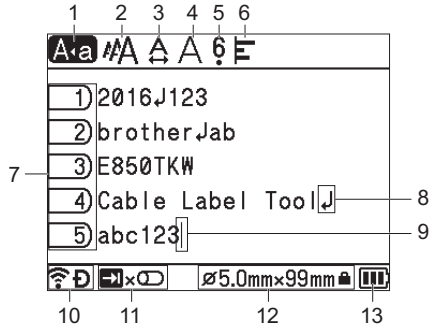 1 2 3 4 5 6
A◂a A A A 6
1 2016↲123
2 brother↲ab
7 3 E850TKW
4 Cable Label Tool↲ 8
5 abc123 9
Ð × ø5.0mm×99mm
10 11 12 13